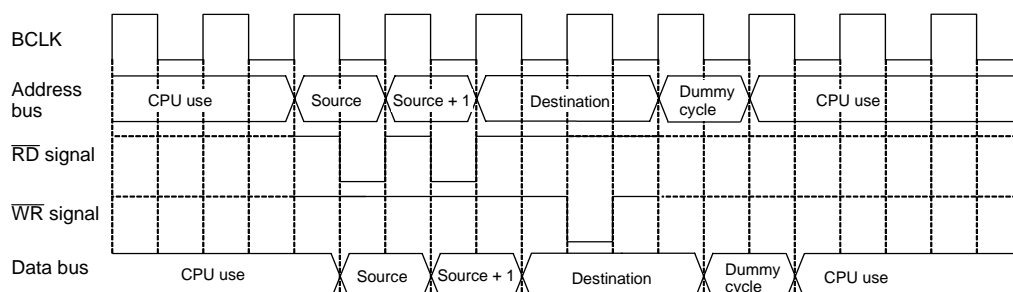 BCLK
Address
bus
CPU use
Source
Source + 1
Destination
Dummy
cycle
CPU use
RD signal
WR signal
Data bus
CPU use
Source
Source + 1
Destination
Dummy
cycle
CPU use